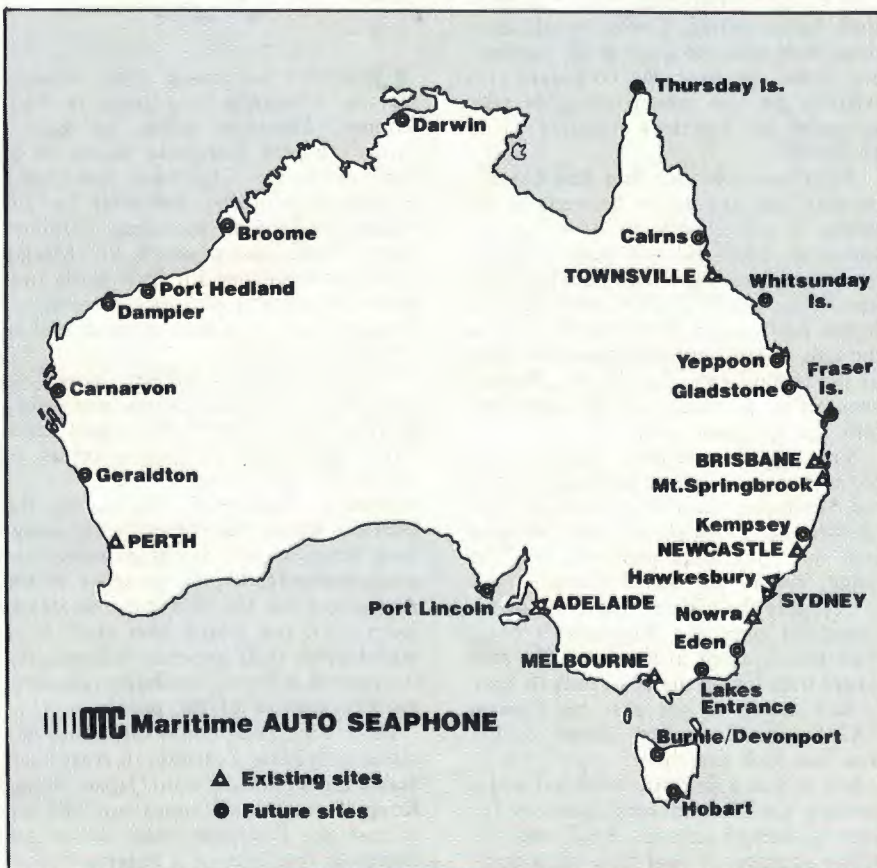 Thursday Is.
Darwin
Broome
Cairns
TOWNSVILLE
Port Hedland
Whitsunday
Is.
Dampier
Yeppoon
Fraser
Is.
Carnarvon
Gladstone
BRISBANE
Geraldton
Mt.Springbrook
Kempsey
PERTH
NEWCASTLE
Hawkesbury
Port Lincoln
ADELAIDE
SYDNEY
Nowra
Eden
MELBOURNE
Lakes
Entrance
OTC Maritime AUTO SEAPHONE
Burnie/Devonport
Existing sites
Future sites
Hobart